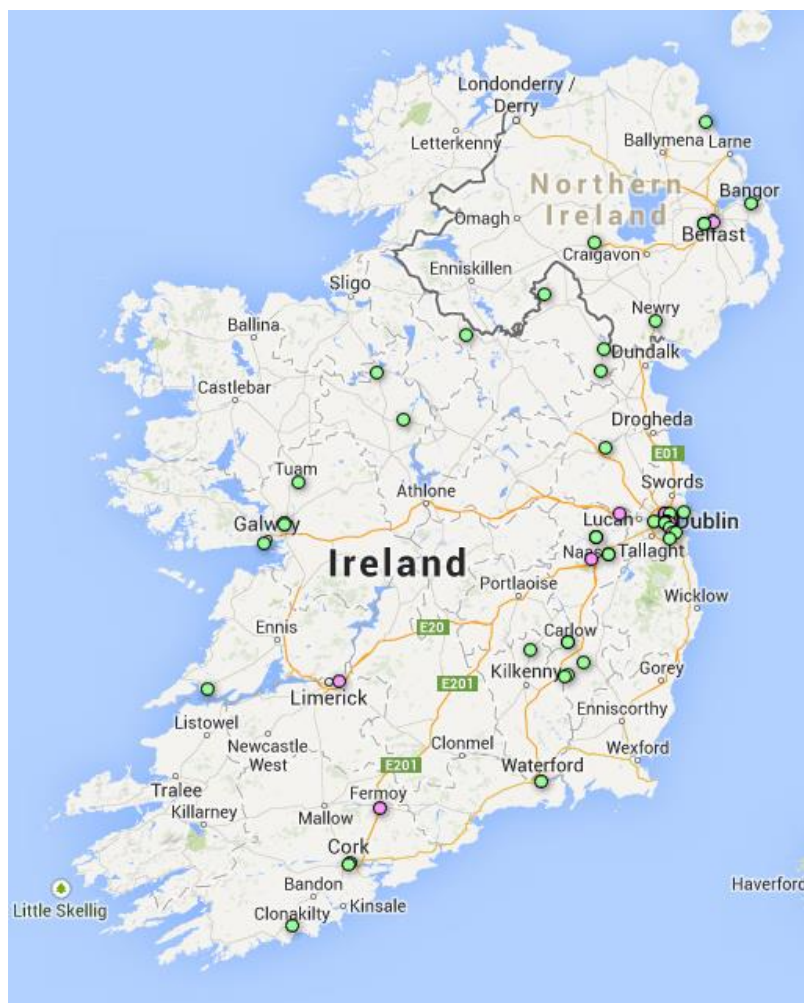 Londonderry /
Derry
Letterkenny
Ballymena
Larne
Northern
Ireland
Bangor
Omagh
Belfast
Craigavon
Enniskillen
Sligo
Newry
Ballina
Dundalk
Castlebar
Drogheda
E01
Tuam
Swords
Athlone
Lucan
Dublin
Galway
Ireland
Naas
Tallaght
Portlaoise
Wicklow
Ennis
E20
Carlow
Kilkenny
Gorey
Limerick
E201
Enniscorthy
Listowel
Newcastle
West
Clonmel
Wexford
E201
Waterford
Tralee
Fermoy
Killarney
Mallow
Cork
Bandon
Haverford
Little Skellig
Clonakilty
Kinsale